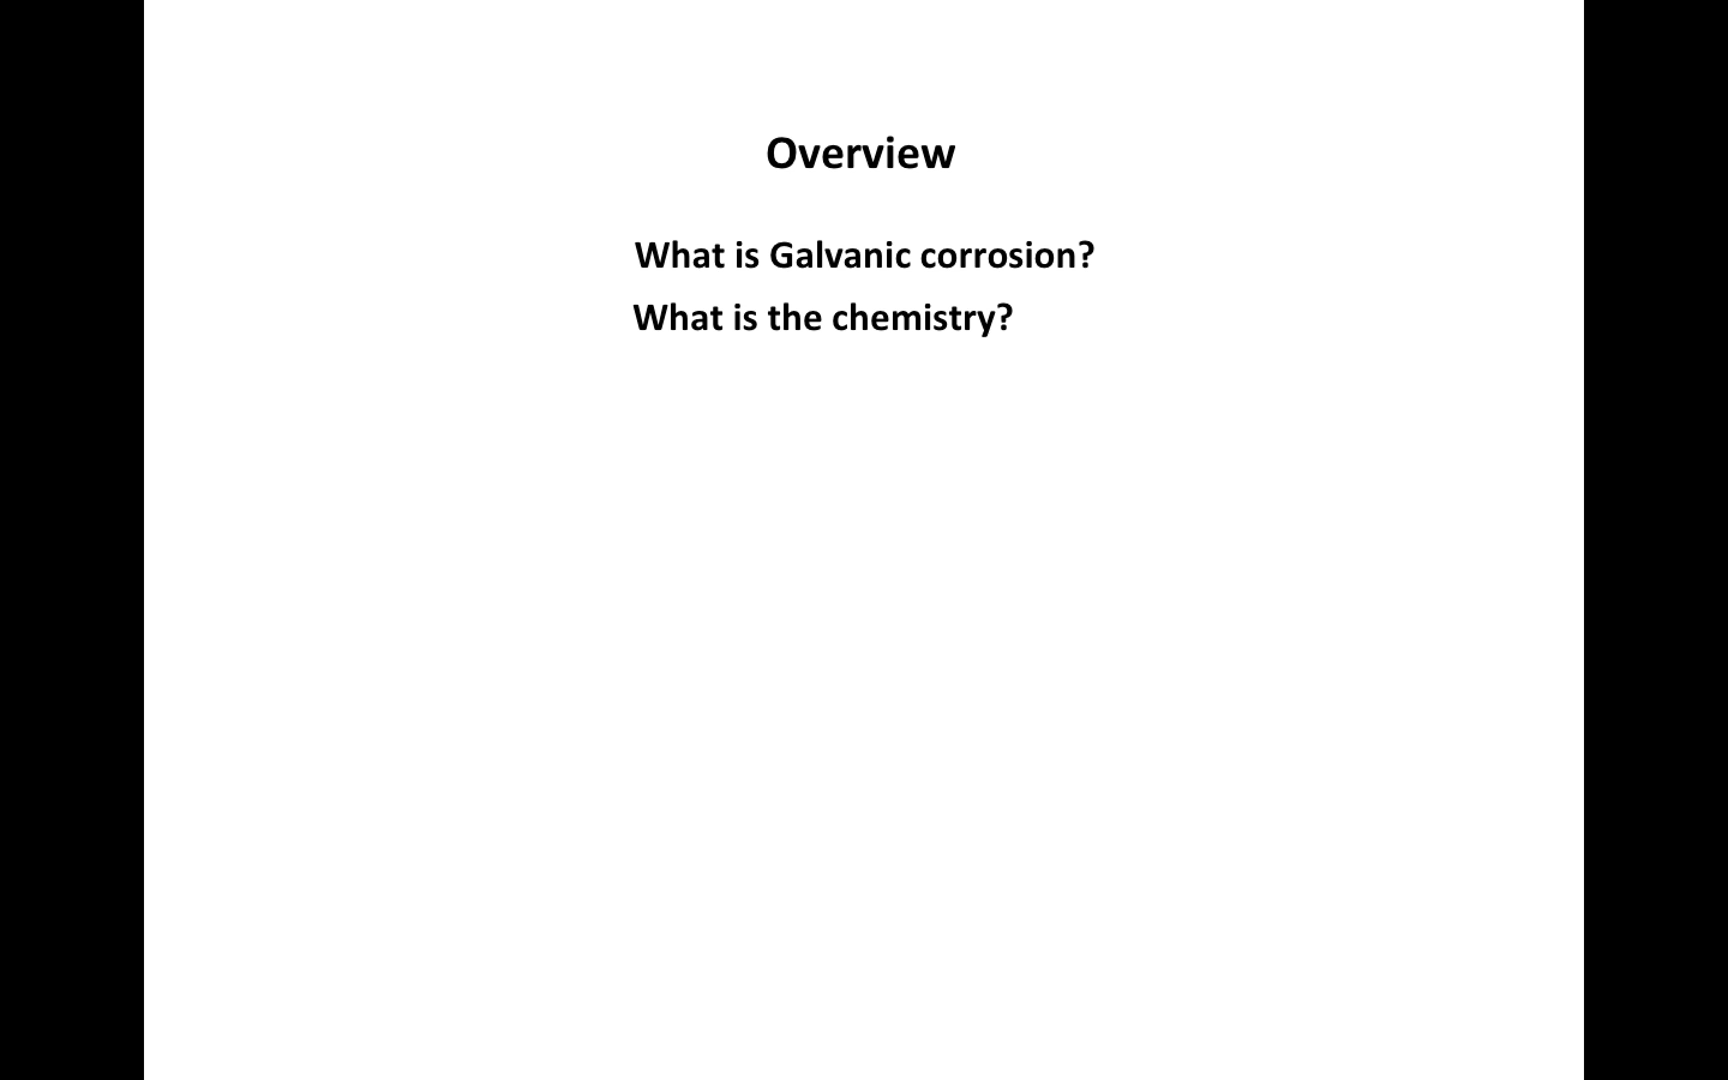 Overview
What is Galvanic corrosion?
What is the chemistry?